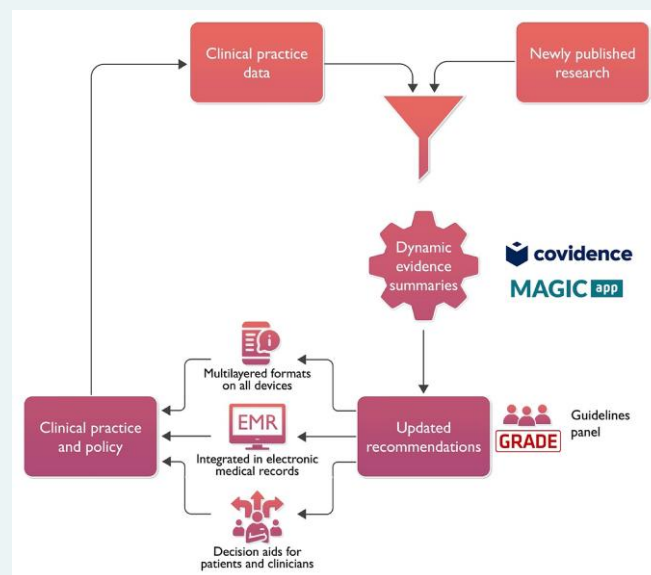 Clinical practice
data
Newly published
research
Dynamic
evidence
summaries
covidence
MAGIC app
Multilayered formats
on all devices
Clinical practice
and policy
EMR
Integrated in electronic
medical records
Updated
recommendations
GRADE
Guidelines
panel
Decision aids for
patients and clinicians